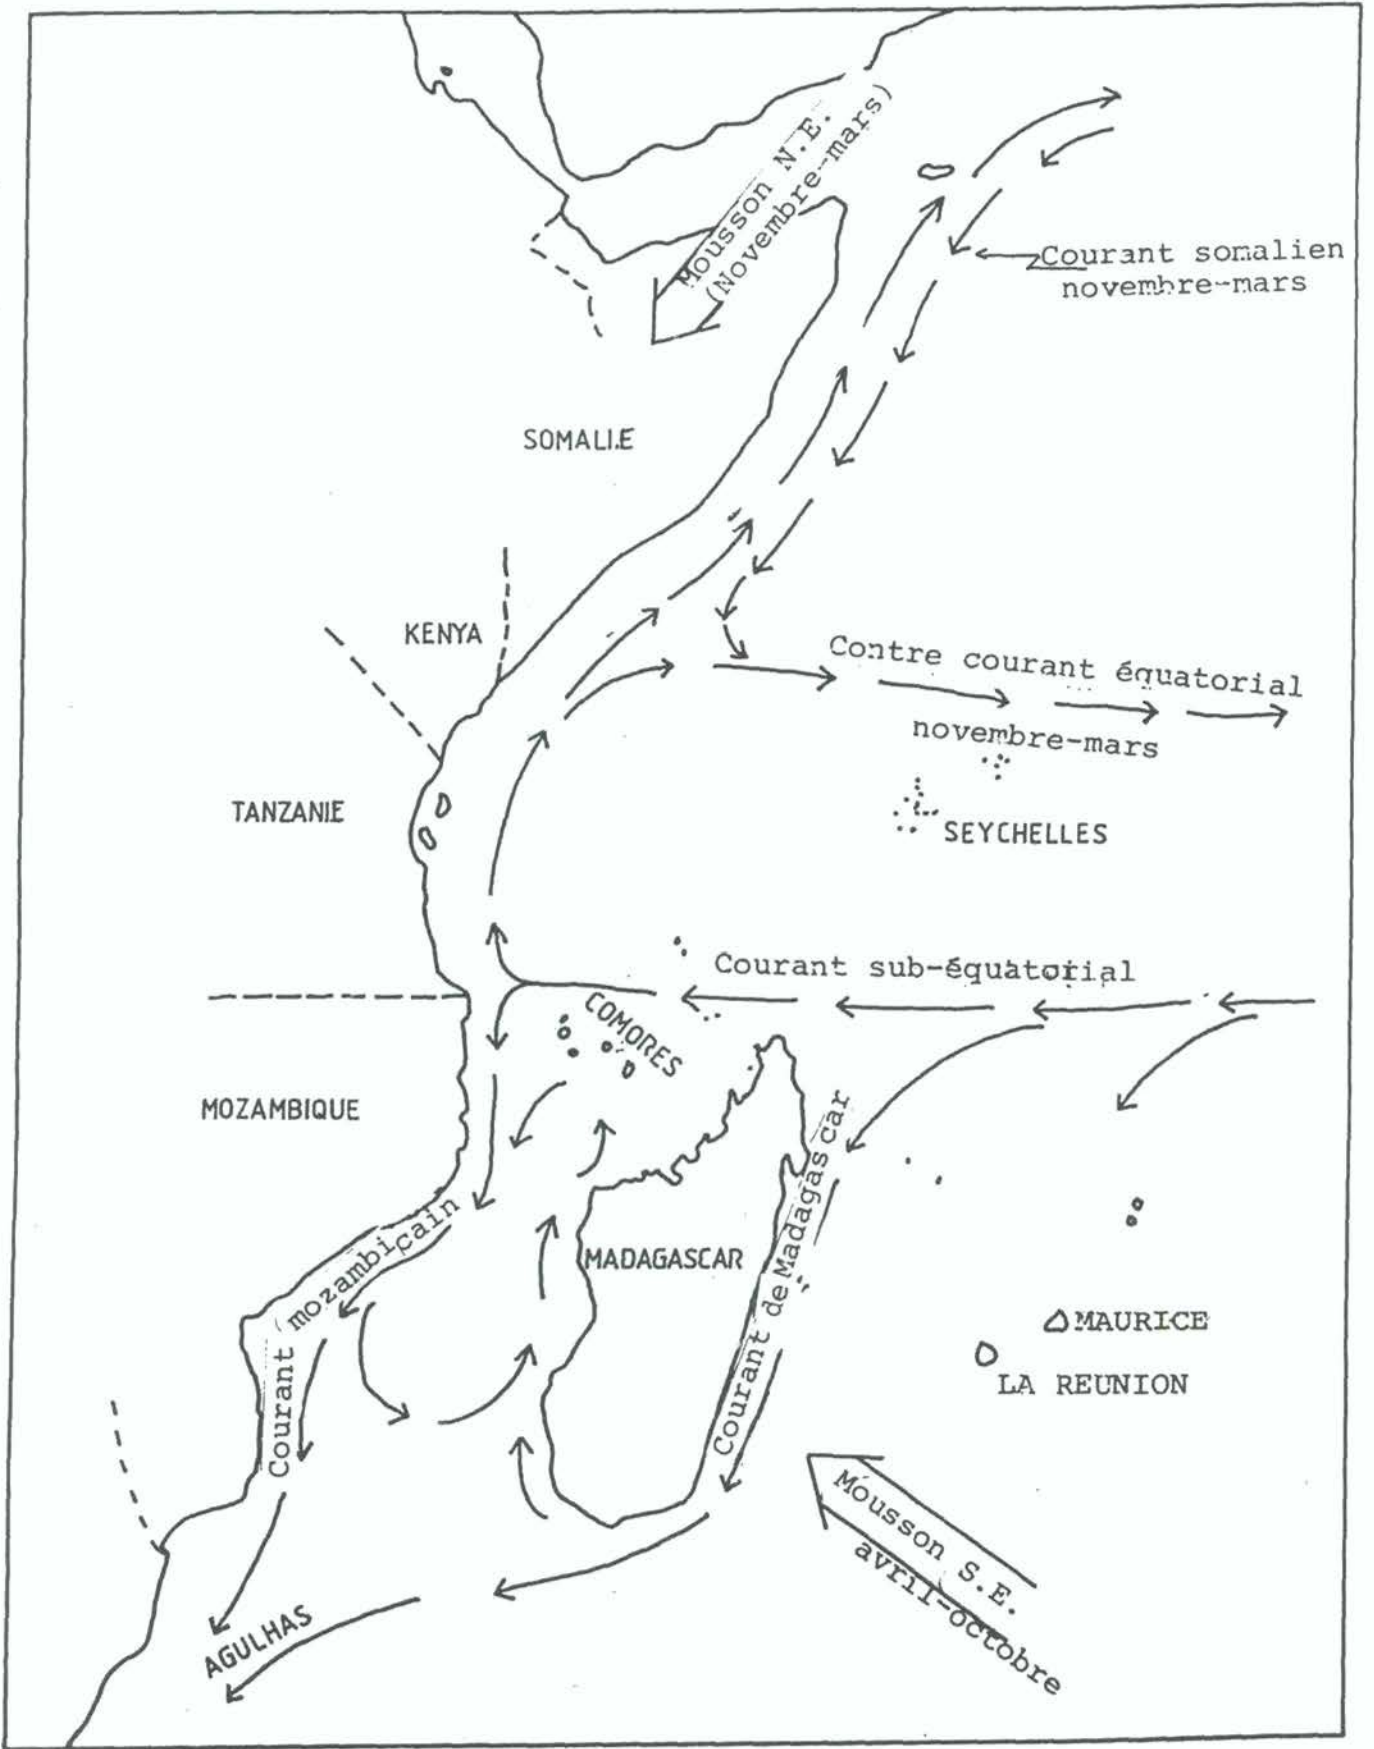 Mousson N.E.
(Novembre-mars)
Courant somalien
novembre-mars
SOMALIE
KENYA
Contre courant équatorial
novembre-mars
TANZANIE
SEYCHELLES
Courant sub-équatorial
COMORES
MOZAMBIQUE
Courant de Madagascar
Courant (mozambicain
MADAGASCAR
MAURICE
LA REUNION
Mousson S.E.
avril-octobre
AGULHAS